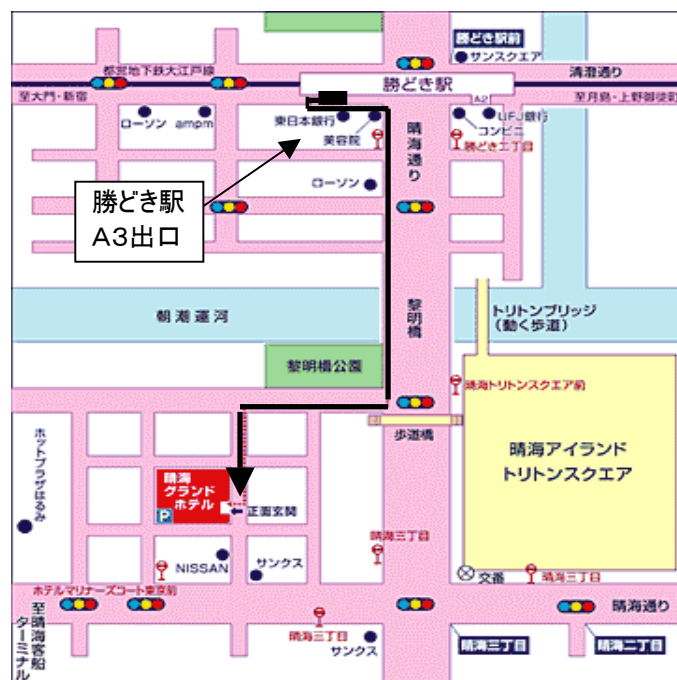 勝どき駅前
サンスクエア
都営地下鉄大江戸線
勝どき駅
清澄通り
至大門・新宿
A2
至月島・上野御徒町
ローソン
ampm
東日本銀行
美容院
UFJ銀行
コンビニ
勝どき二丁目
晴海通り
ローソン
勝どき駅
A3出口
朝潮運河
黎明橋
トリトンブリッジ
(動く歩道)
黎明橋公園
晴海トリトンスクエア前
歩道橋
晴海アイランド
トリトンスクエア
ホットプラザはるみ
晴海
グランド
ホテル
P
正面玄関
晴海三丁目
NISSAN
サンクス
交番
晴海三丁目
ホテルマリナーズコート東京前
晴海通り
至晴海客船
ターミナル
晴海三丁目
サンクス
晴海三丁目
晴海二丁目